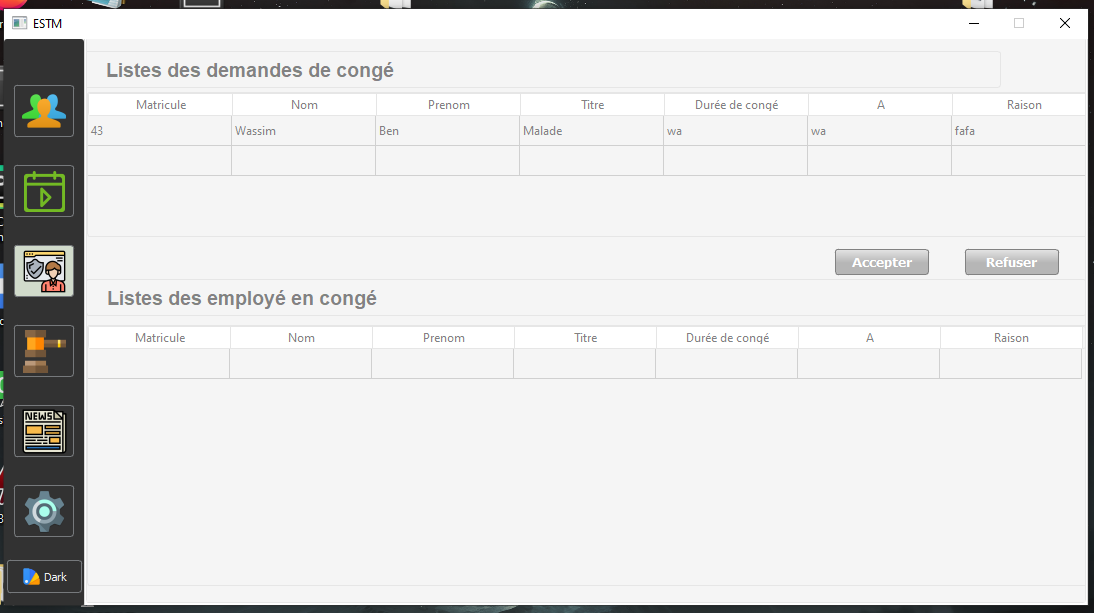 ESTM
Listes des demandes de congé
Matricule Nom Prenom Titre Durée de congé A Raison
43 Wassim Ben Malade wa wa fafa
Accepter Refuser
Listes des employé en congé
Matricule Nom Prenom Titre Durée de congé A Raison
NEWS
Dark